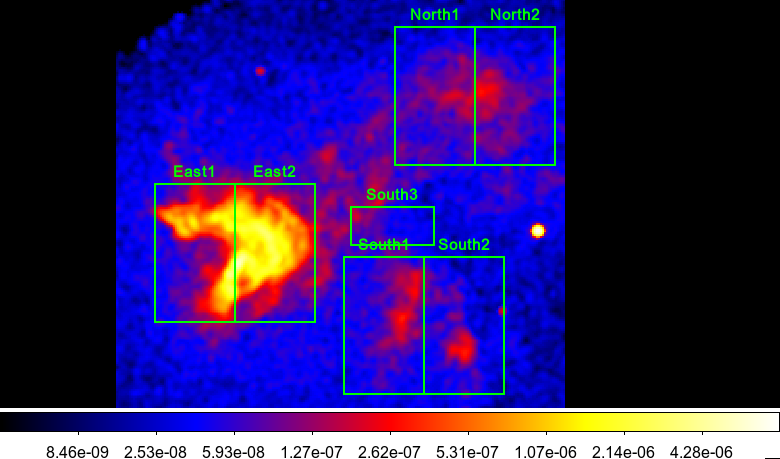 North1 North2
East1 East2
South3
South1 South2
8.46e-09 2.53e-08 5.93e-08 1.27e-07 2.62e-07 5.31e-07 1.07e-06 2.14e-06 4.28e-06